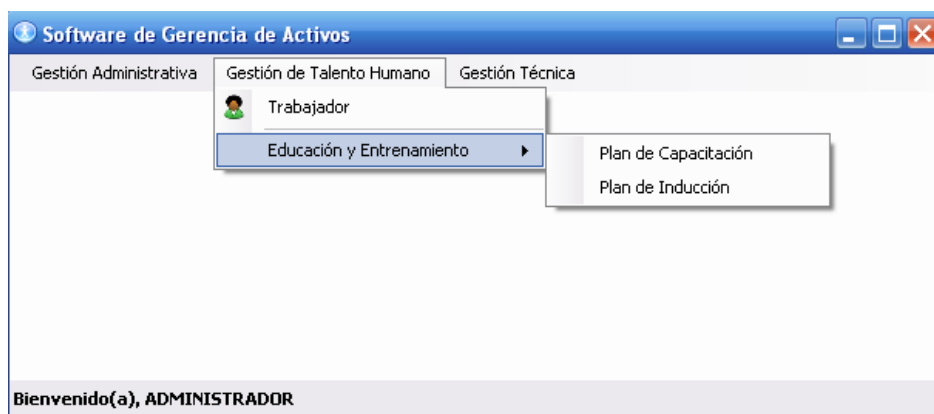 Software de Gerencia de Activos
Gestión Administrativa Gestión de Talento Humano Gestión Técnica
Trabajador
Educación y Entrenamiento
Plan de Capacitación
Plan de Inducción
Bienvenido(a), ADMINISTRADOR